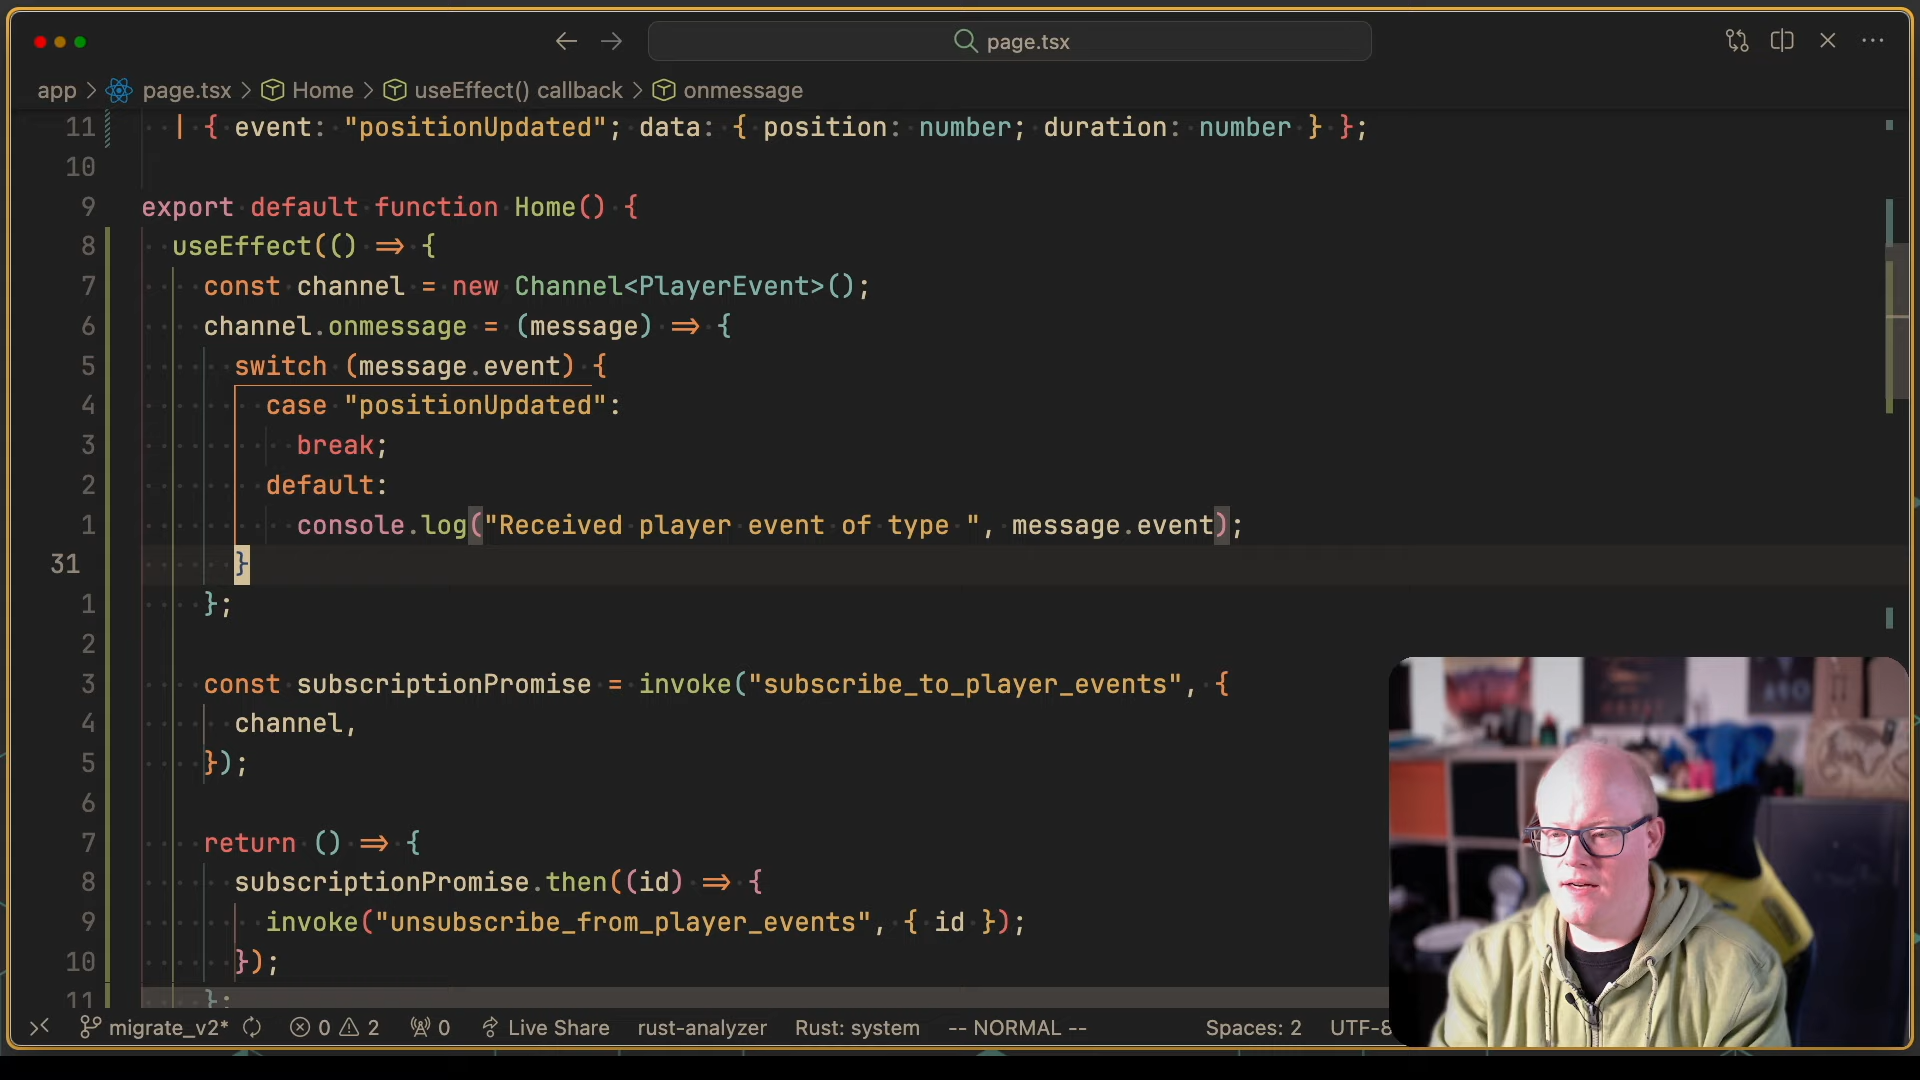 page.tsx
app > page.tsx > Home > useEffect() callback > onmessage
11 | { event: "positionUpdated"; data: { position: number; duration: number } };
10
9 export default function Home() {
8 useEffect(() => {
7 const channel = new Channel<PlayerEvent>();
6 channel.onmessage = (message) => {
5 switch (message.event) {
4 case "positionUpdated":
3 break;
2 default:
1 console.log("Received player event of type ", message.event);
31 }
1 };
2
3 const subscriptionPromise = invoke("subscribe_to_player_events", {
4 channel,
5 });
6
7 return () => {
8 subscriptionPromise.then((id) => {
9 invoke("unsubscribe_from_player_events", { id });
10 });
11 };
migrate_v2* 0 2 0 Live Share rust-analyzer Rust: system -- NORMAL -- Spaces: 2 UTF-8